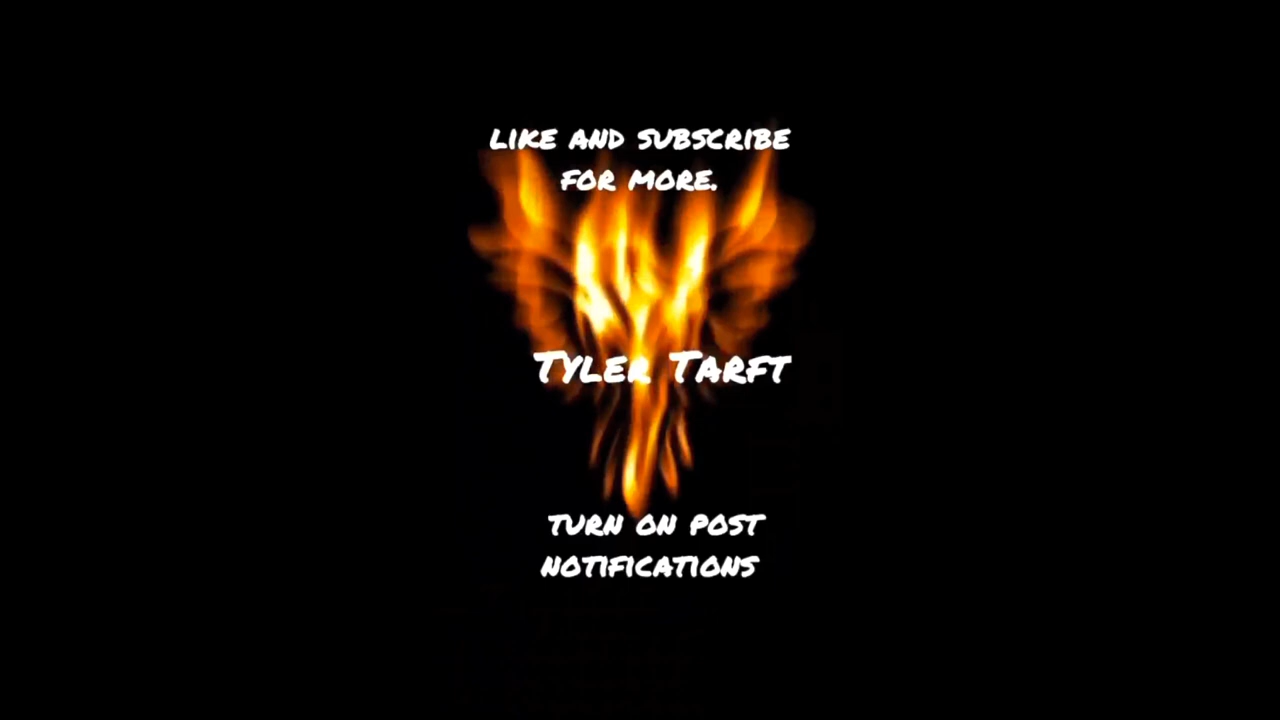 LIKE AND SUBSCRIBE
FOR MORE.
TYLER TARFT
TURN ON POST
NOTIFICATIONS